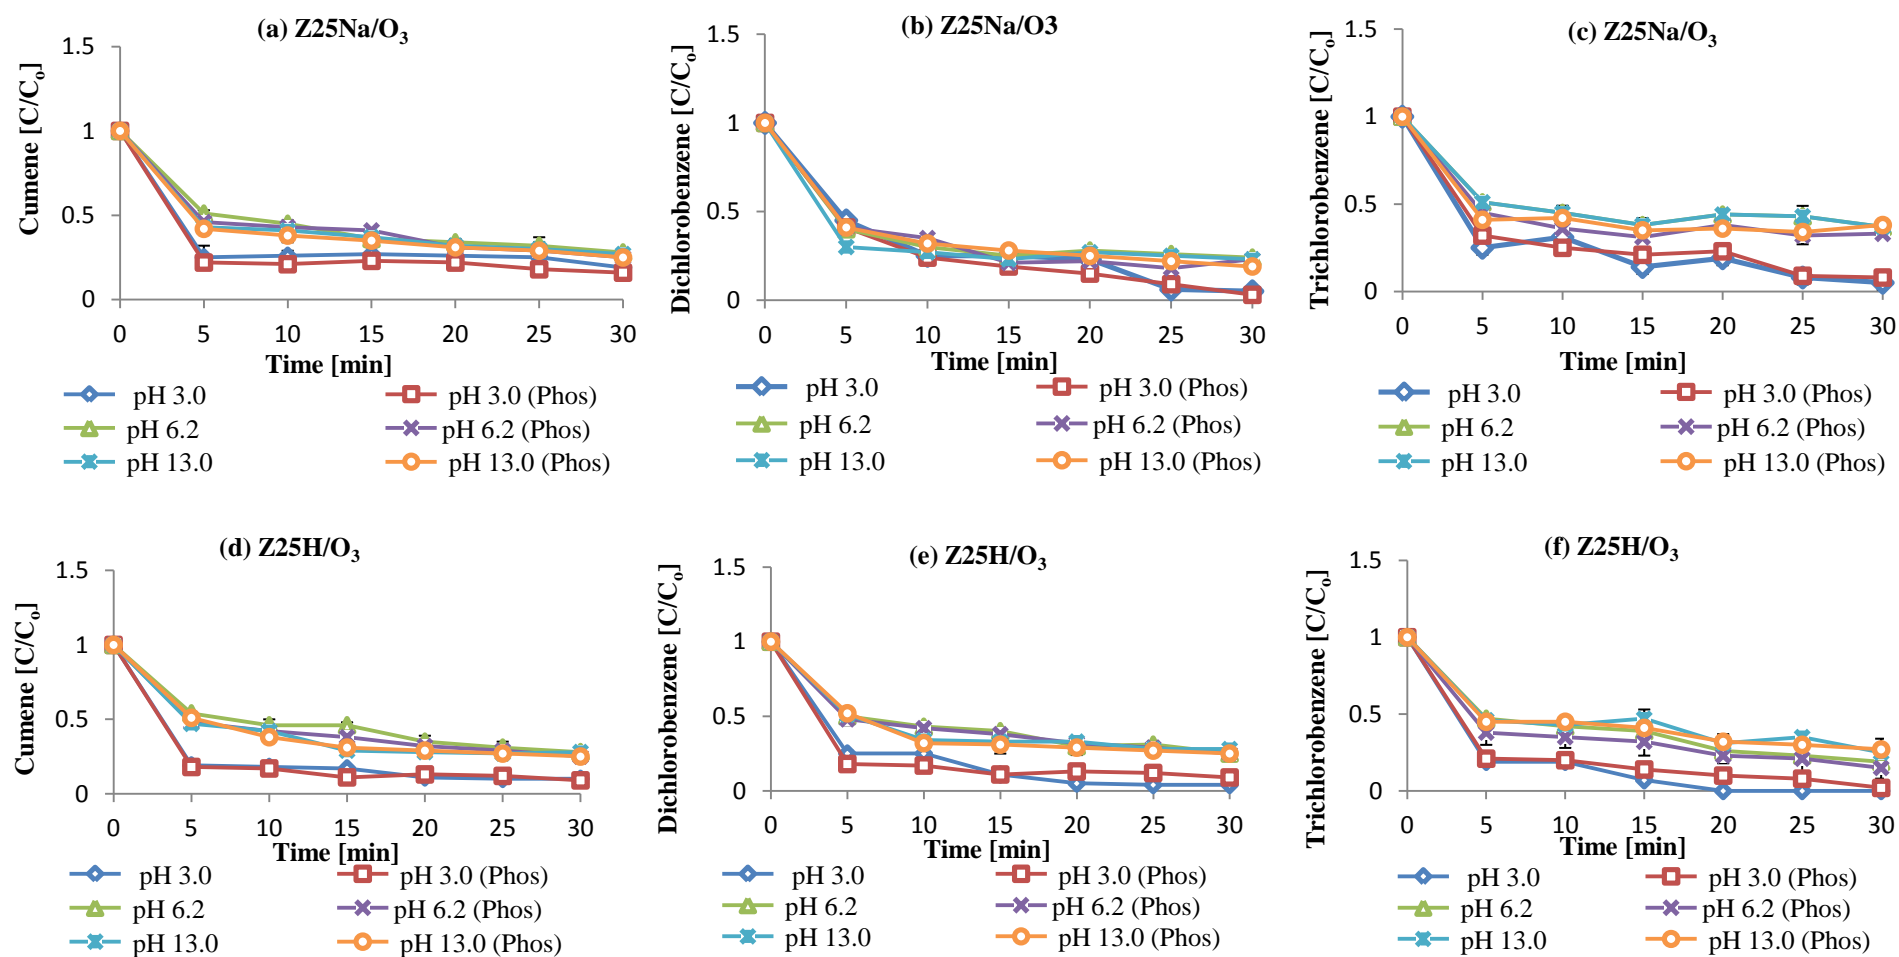 (a) Z25Na/O₃
Cumene [C/Cₒ]
1.5
1
0.5
0
0 5 10 15 20 25 30
Time [min]
pH 3.0 pH 3.0 (Phos)
pH 6.2 pH 6.2 (Phos)
pH 13.0 pH 13.0 (Phos)
(b) Z25Na/O3
Dichlorobenzene [C/Cₒ]
1.5
1
0.5
0
0 5 10 15 20 25 30
Time [min]
pH 3.0 pH 3.0 (Phos)
pH 6.2 pH 6.2 (Phos)
pH 13.0 pH 13.0 (Phos)
(c) Z25Na/O₃
Trichlorobenzene [C/Cₒ]
1.5
1
0.5
0
0 5 10 15 20 25 30
Time [min]
pH 3.0 pH 3.0 (Phos)
pH 6.2 pH 6.2 (Phos)
pH 13.0 pH 13.0 (Phos)
(d) Z25H/O₃
Cumene [C/Cₒ]
1.5
1
0.5
0
0 5 10 15 20 25 30
Time [min]
pH 3.0 pH 3.0 (Phos)
pH 6.2 pH 6.2 (Phos)
pH 13.0 pH 13.0 (Phos)
(e) Z25H/O₃
Dichlorobenzene [C/Cₒ]
1.5
1
0.5
0
0 5 10 15 20 25 30
Time [min]
pH 3.0 pH 3.0 (Phos)
pH 6.2 pH 6.2 (Phos)
pH 13.0 pH 13.0 (Phos)
(f) Z25H/O₃
Trichlorobenzene [C/Cₒ]
1.5
1
0.5
0
0 5 10 15 20 25 30
Time [min]
pH 3.0 pH 3.0 (Phos)
pH 6.2 pH 6.2 (Phos)
pH 13.0 pH 13.0 (Phos)